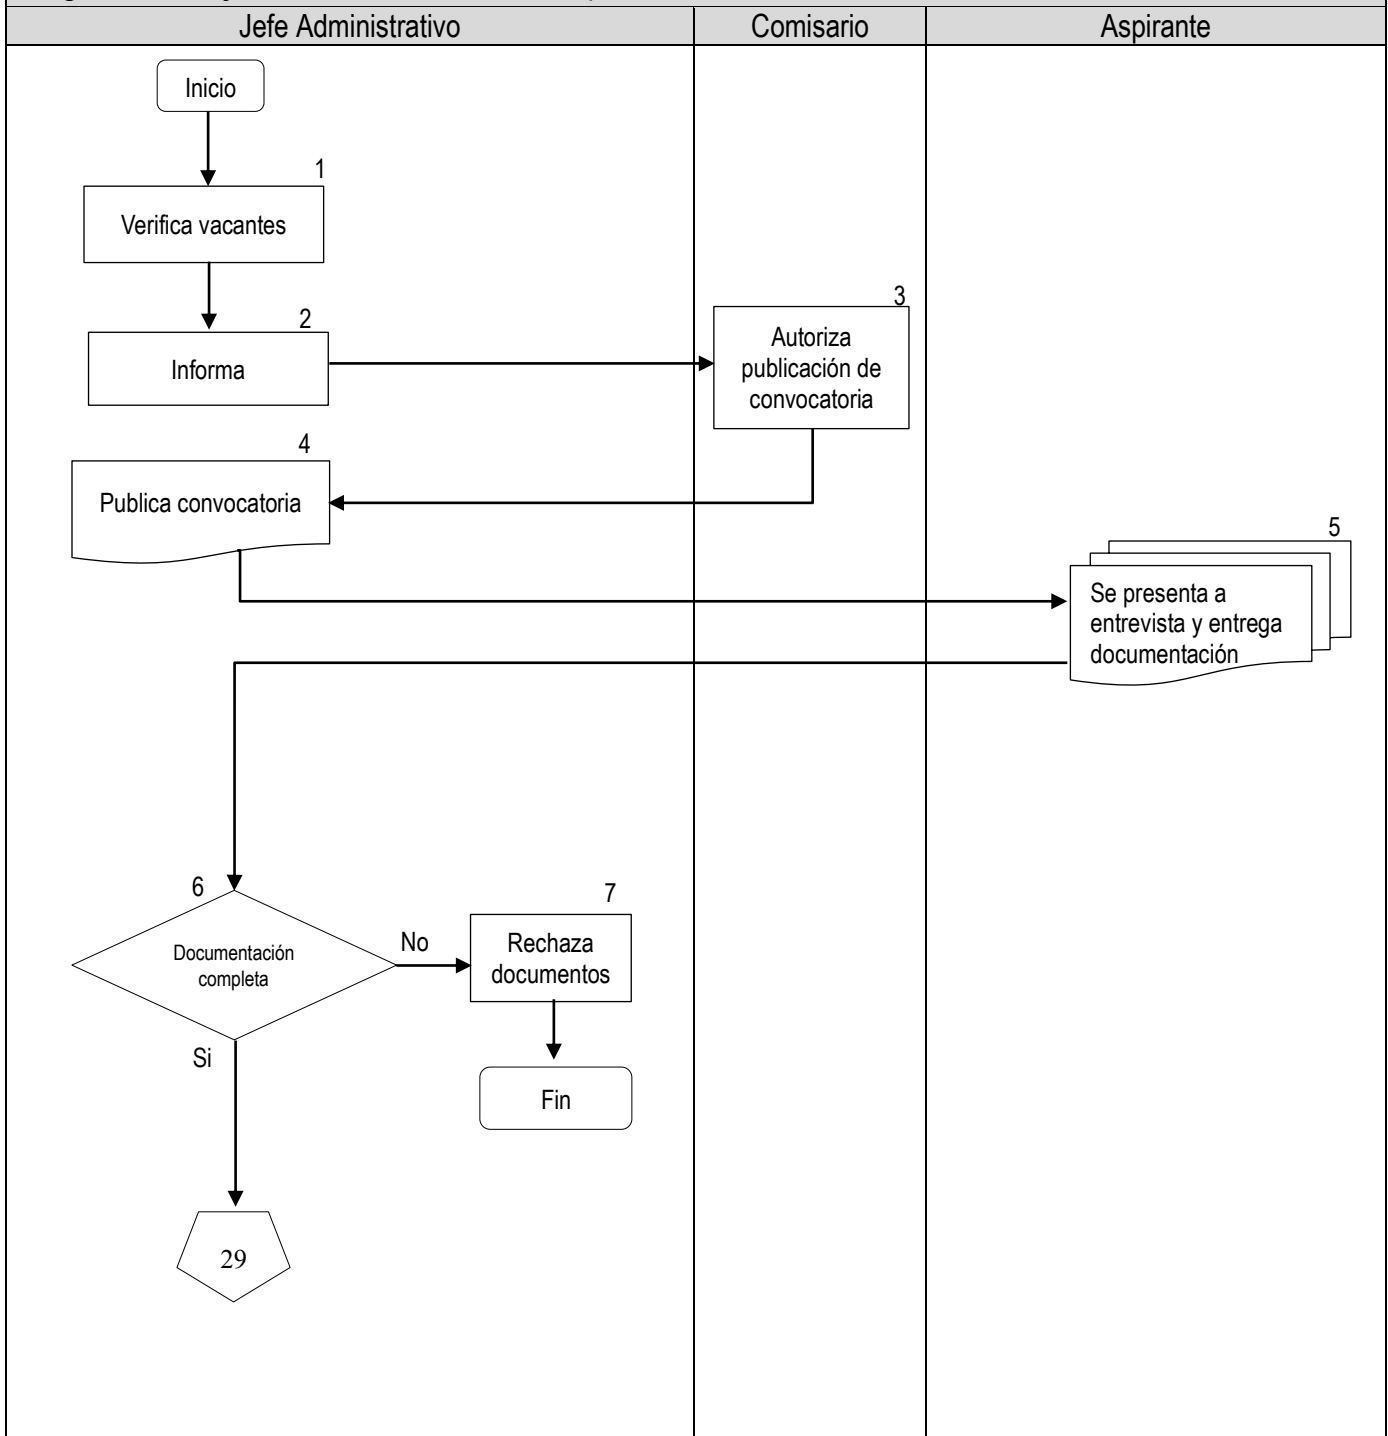 Jefe Administrativo
Comisario
Aspirante
Inicio
1
Verifica vacantes
2
Informa
3
Autoriza
publicación de
convocatoria
4
Publica convocatoria
5
Se presenta a
entrevista y entrega
documentación
6
Documentación
completa
No
7
Rechaza
documentos
Si
Fin
29